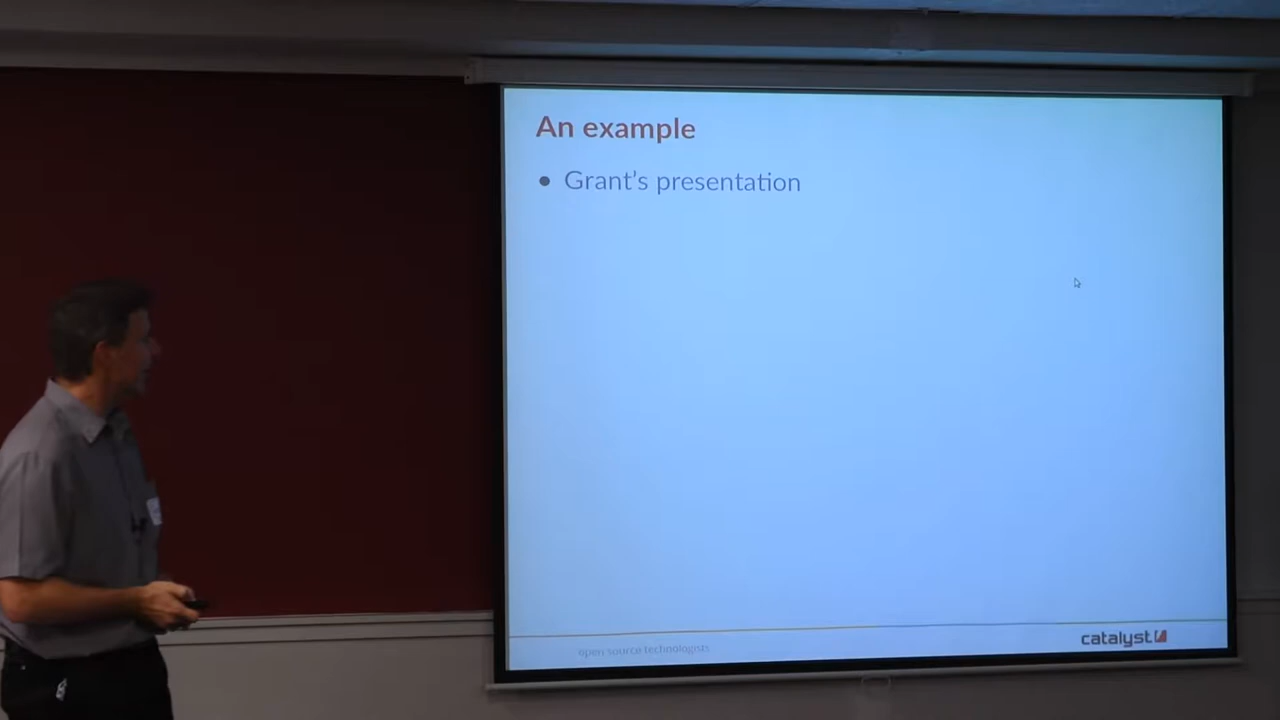 An example
• Grant's presentation
open source technologists
catalyst